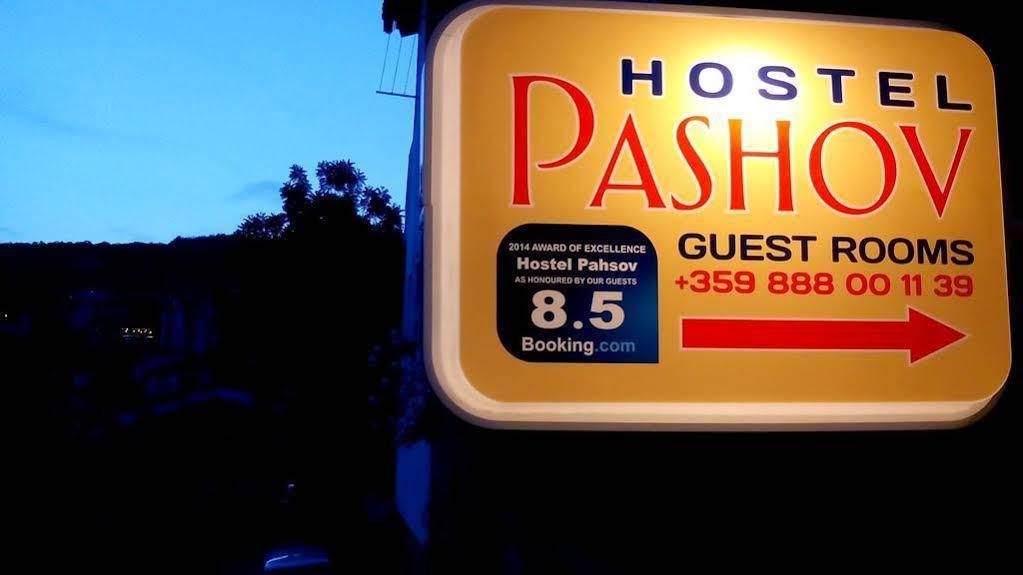 HOSTEL
PASHOV
GUEST ROOMS
+359 888 00 11 39
2014 AWARD OF EXCELLENCE
Hostel Pahsov
AS HONOURED BY OUR GUESTS
8.5
Booking.com